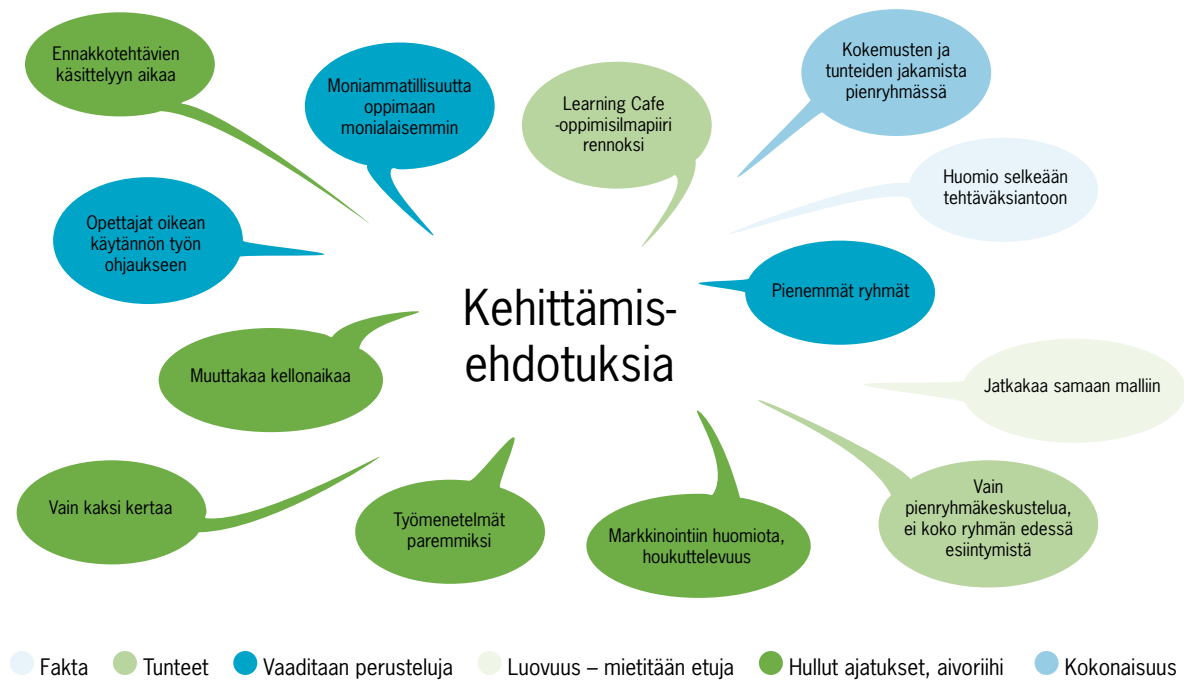 Ennakkotehtävien
käsittelyyn aikaa
Moniammatillisuutta
oppimaan
monialaisemmin
Learning Cafe
-oppimisilmapiiri
rennoksi
Kokemusten ja
tunteiden jakamista
pienryhmässä
Huomio selkeään
tehtäväksiantoon
Opettajat oikean
käytännön työn
ohjaukseen
Pienemmät ryhmät
Kehittämis-
ehdotuksia
Muuttakaa kellonaikaa
Jatkakaa samaan malliin
Vain kaksi kertaa
Työmenetelmät
paremmiksi
Markkinointiin huomiota,
houkuttelevuus
Vain
pienryhmäkeskustelua,
ei koko ryhmän edessä
esiintymistä
Fakta
Tunteet
Vaaditaan perusteluja
Luovuus – mietitään etuja
Hullut ajatukset, aivoriihi
Kokonaisuus